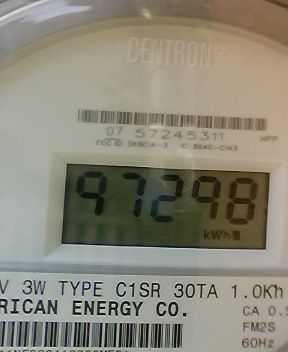 CENTRON
07 57245311
97298
kWh
V 3W TYPE C1SR 30TA 1.0Kh
RICAN ENERGY CO.
CA 0.5
FM2S
60Hz